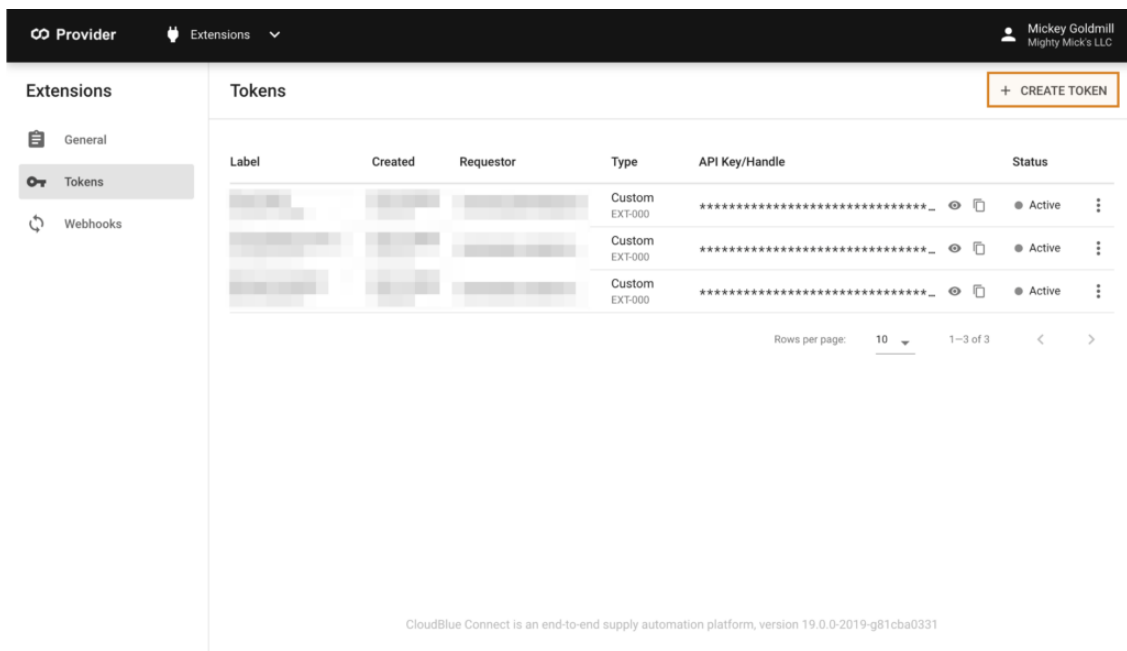 Provider
Extensions
Mickey Goldmill
Mighty Mick's LLC
Extensions
General
Tokens
Webhooks
Tokens
+ CREATE TOKEN
Label Created Requestor Type API Key/Handle Status
Custom
EXT-000
*******************************… Active
Custom
EXT-000
*******************************… Active
Custom
EXT-000
*******************************… Active
Rows per page: 10 1–3 of 3
CloudBlue Connect is an end-to-end supply automation platform, version 19.0.0-2019-g81cba0331